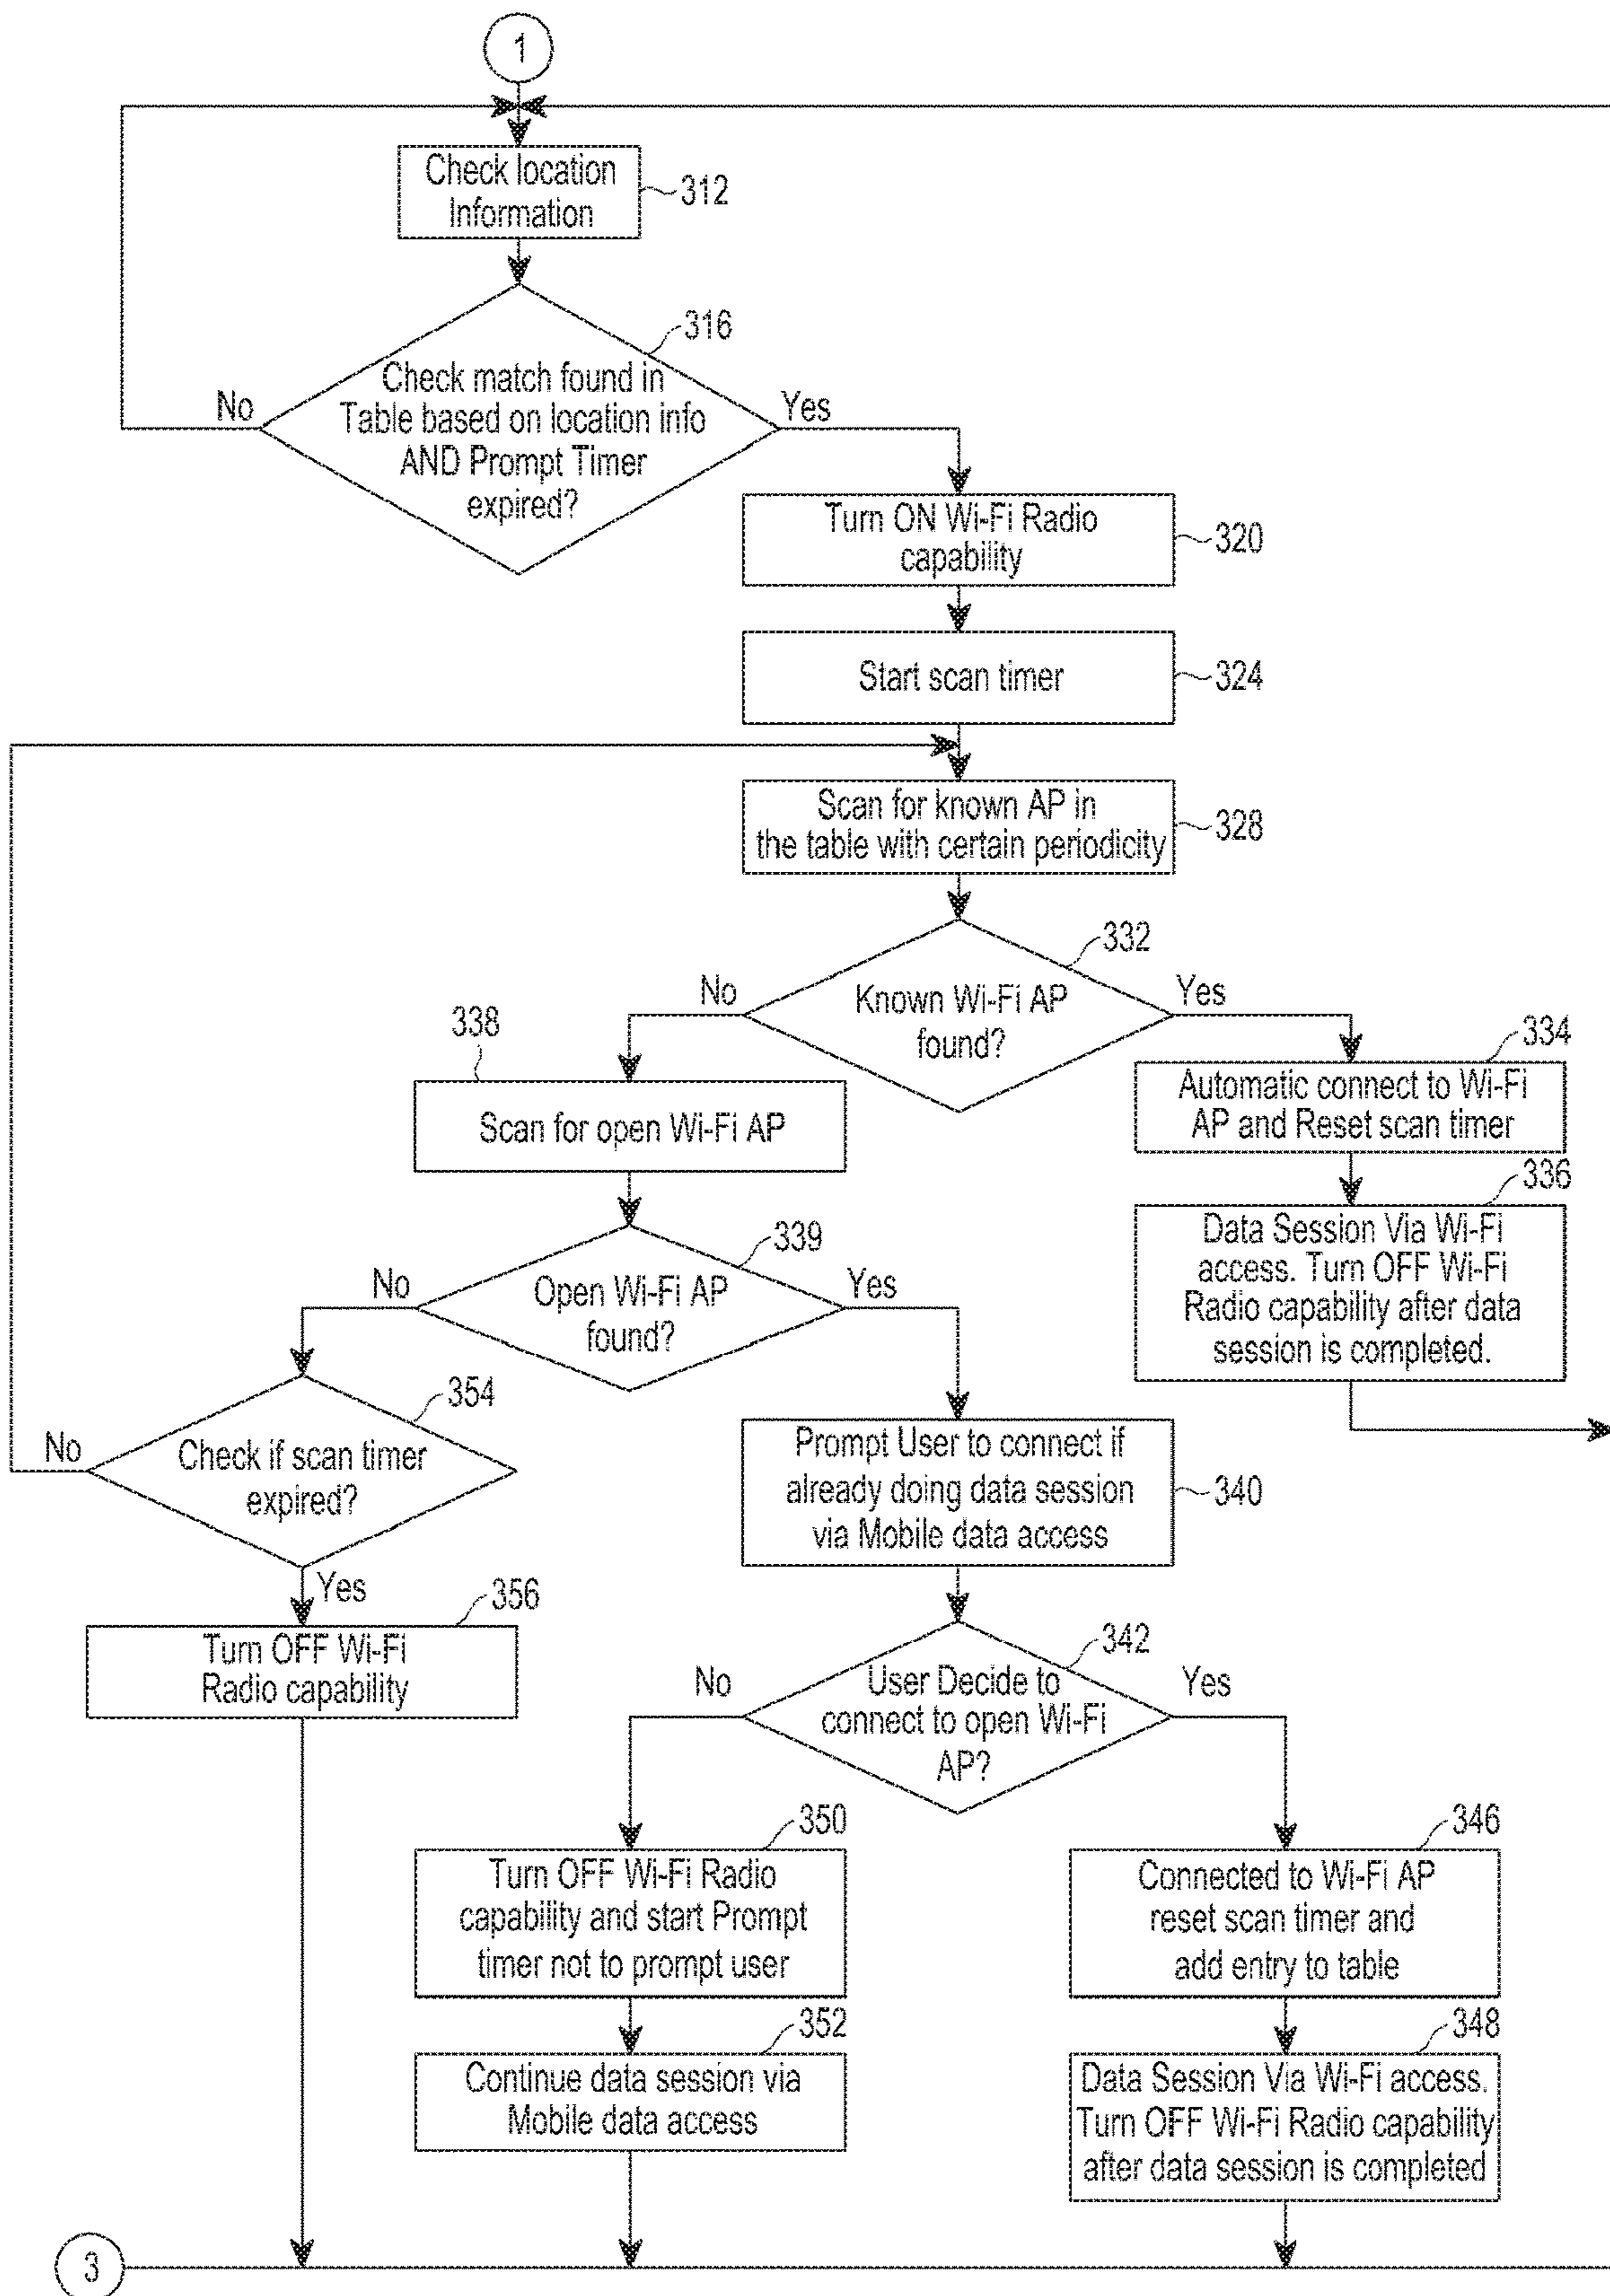 1
Check location
Information
312
316
Check match found in
Table based on location info
AND Prompt Timer
expired?
No
Yes
Turn ON Wi-Fi Radio
capability
320
Start scan timer
324
Scan for known AP in
the table with certain periodicity
328
332
Known Wi-Fi AP
found?
No
Yes
338
Scan for open Wi-Fi AP
334
Automatic connect to Wi-Fi
AP and Reset scan timer
336
Data Session Via Wi-Fi
access. Turn OFF Wi-Fi
Radio capability after data
session is completed.
339
Open Wi-Fi AP
found?
No
Yes
354
Check if scan timer
expired?
No
Yes
Prompt User to connect if
already doing data session
via Mobile data access
340
356
Turn OFF Wi-Fi
Radio capability
342
User Decide to
connect to open Wi-Fi
AP?
No
Yes
350
Turn OFF Wi-Fi Radio
capability and start Prompt
timer not to prompt user
346
Connected to Wi-Fi AP
reset scan timer and
add entry to table
352
Continue data session via
Mobile data access
348
Data Session Via Wi-Fi access.
Turn OFF Wi-Fi Radio capability
after data session is completed
3